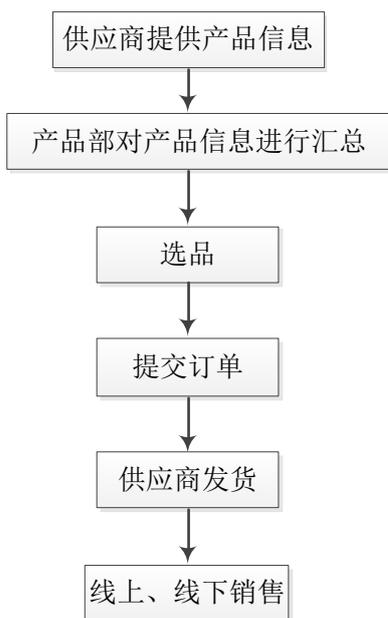 供应商提供产品信息
产品部对产品信息进行汇总
选品
提交订单
供应商发货
线上、线下销售